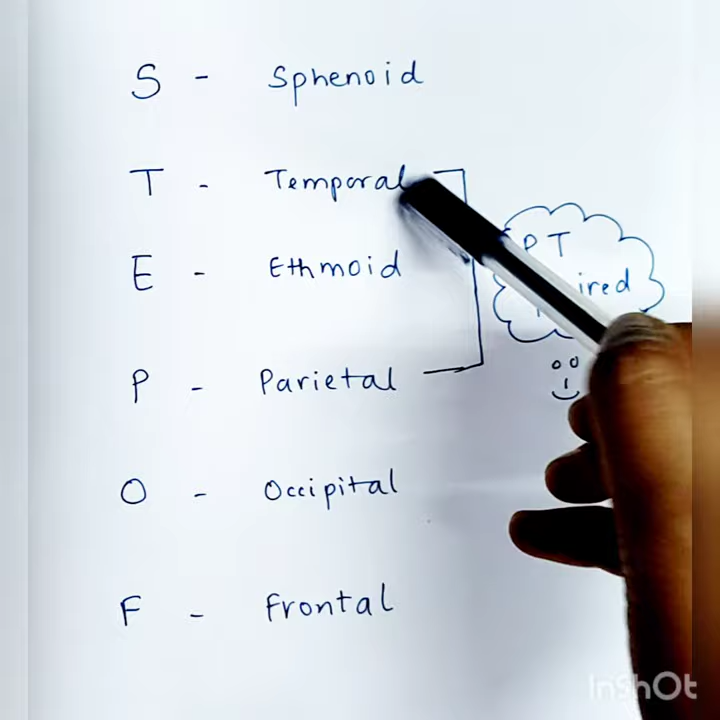 S - Sphenoid
T - Temporal
E - Ethmoid
P - Parietal
O - Occipital
F - Frontal
PT
InShOt